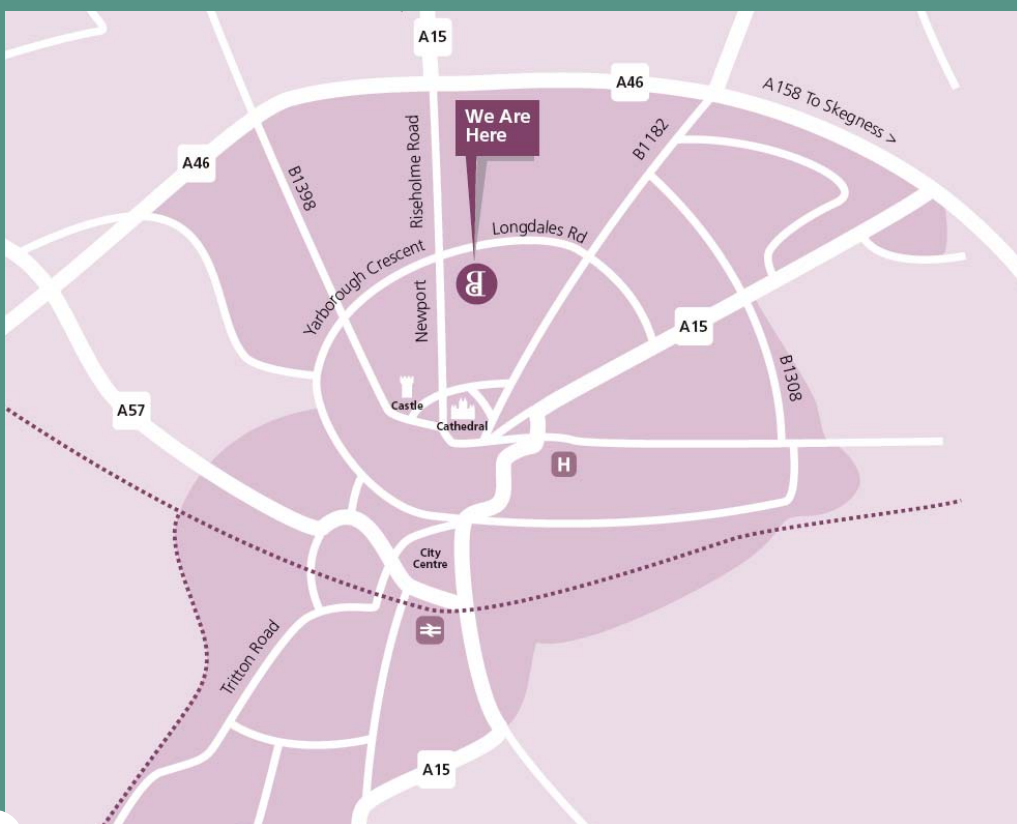 A15
A46
A158 To Skegness >
We Are
Here
B1182
A46
B1398
Riseholme Road
Longdales Rd
Yarborough Crescent
Newport
A15
B1308
Castle
Cathedral
A57
H
City
Centre
Tritton Road
A15